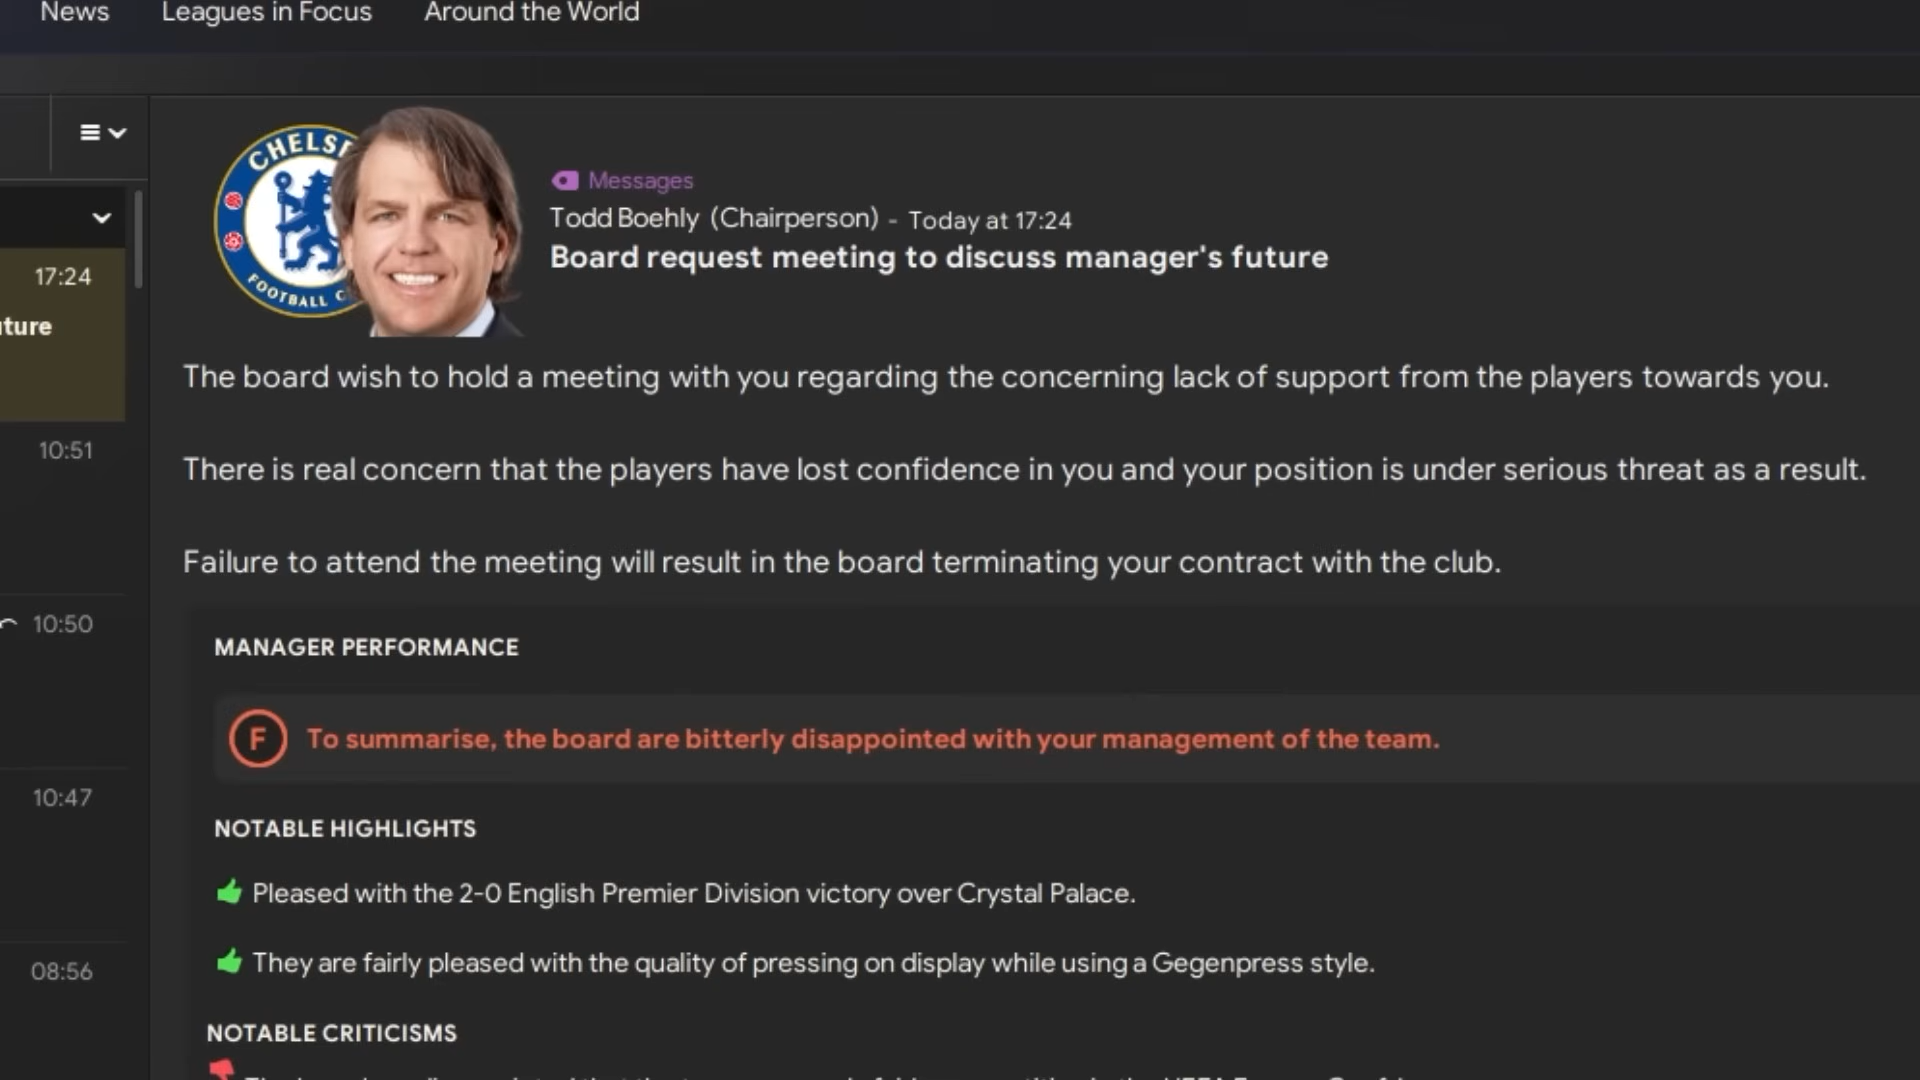 News Leagues in Focus Around the World
CHELS
FOOTBALL C
Messages
Todd Boehly (Chairperson) - Today at 17:24
Board request meeting to discuss manager's future
17:24
ture
10:51
10:50
10:47
08:56
The board wish to hold a meeting with you regarding the concerning lack of support from the players towards you.
There is real concern that the players have lost confidence in you and your position is under serious threat as a result.
Failure to attend the meeting will result in the board terminating your contract with the club.
MANAGER PERFORMANCE
F To summarise, the board are bitterly disappointed with your management of the team.
NOTABLE HIGHLIGHTS
Pleased with the 2-0 English Premier Division victory over Crystal Palace.
They are fairly pleased with the quality of pressing on display while using a Gegenpress style.
NOTABLE CRITICISMS